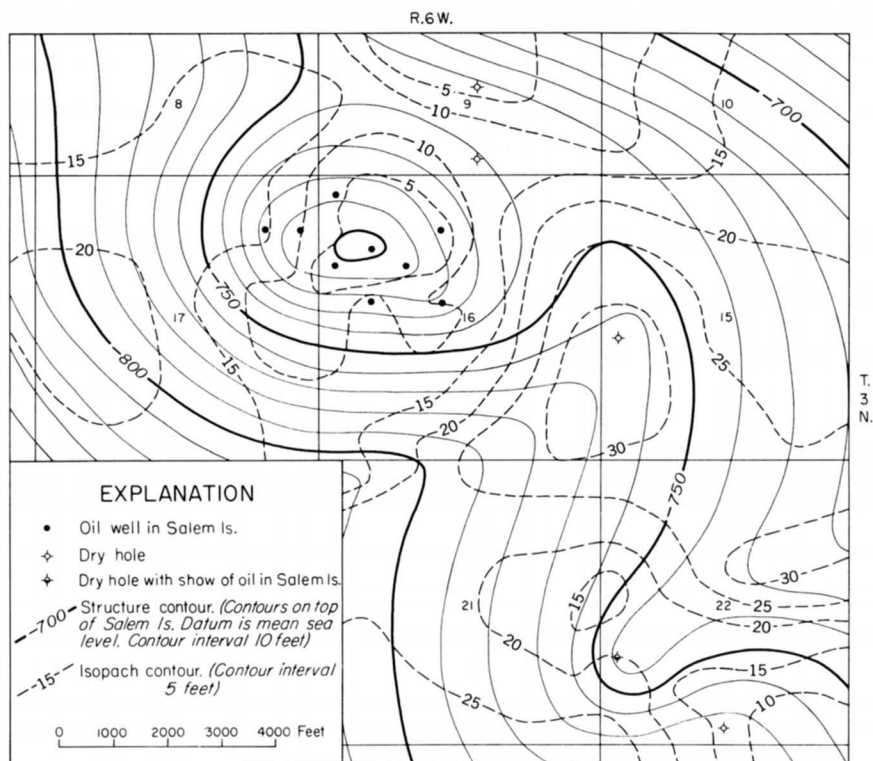 R.6 W.
8
5
9
10
10
700
15
10
15
5
20
20
750
17
16
15
25
15
800
15
T.
3
N.
20
30
750
EXPLANATION
Oil well in Salem ls.
Dry hole
Dry hole with show of oil in Salem ls.
-700- Structure contour. (Contours on top
of Salem ls. Datum is mean sea
level. Contour interval 10 feet)
-15- Isopach contour. (Contour interval
5 feet)
0 1000 2000 3000 4000 Feet
30
15
21
22
25
20
20
15
25
10